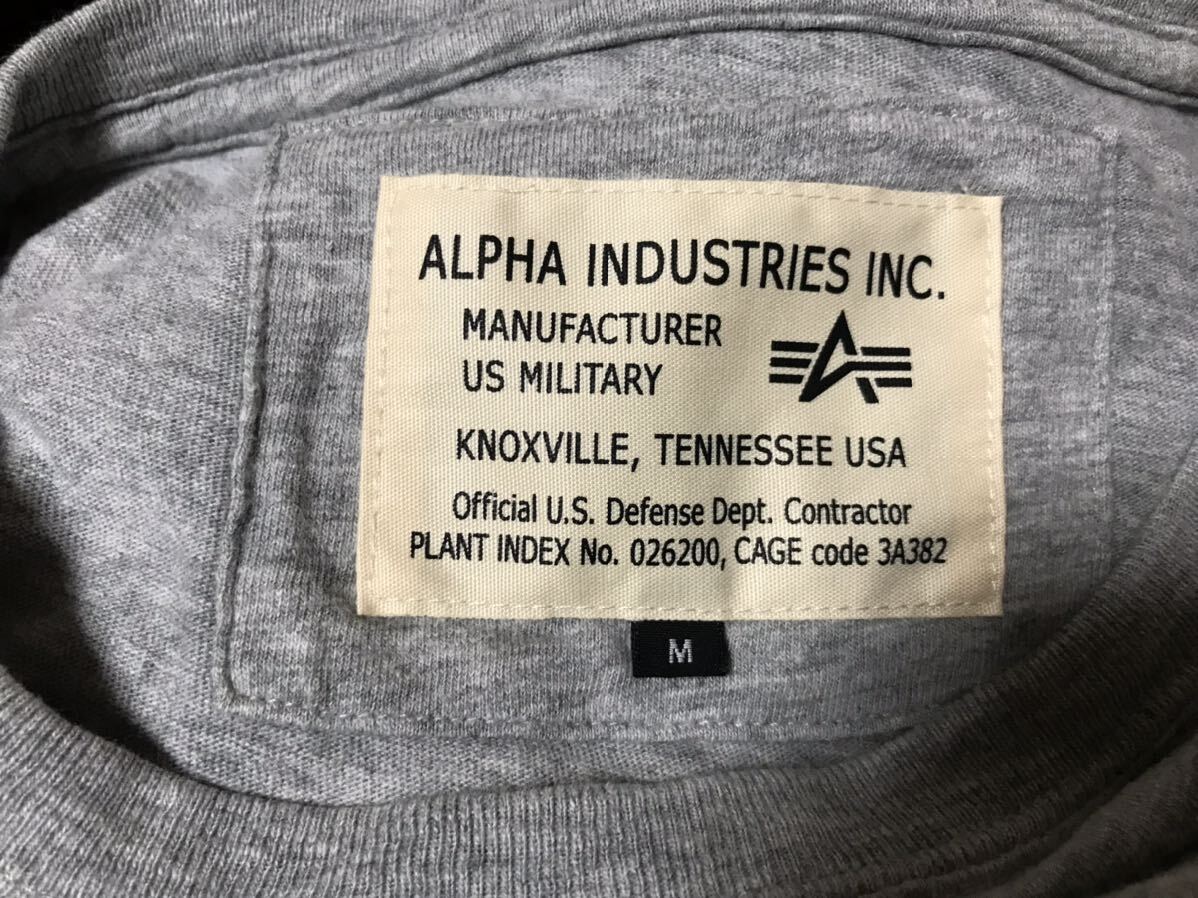 ALPHA INDUSTRIES INC.
MANUFACTURER
US MILITARY
KNOXVILLE, TENNESSEE USA
Official U.S. Defense Dept. Contractor
PLANT INDEX No. 026200, CAGE code 3A382
M